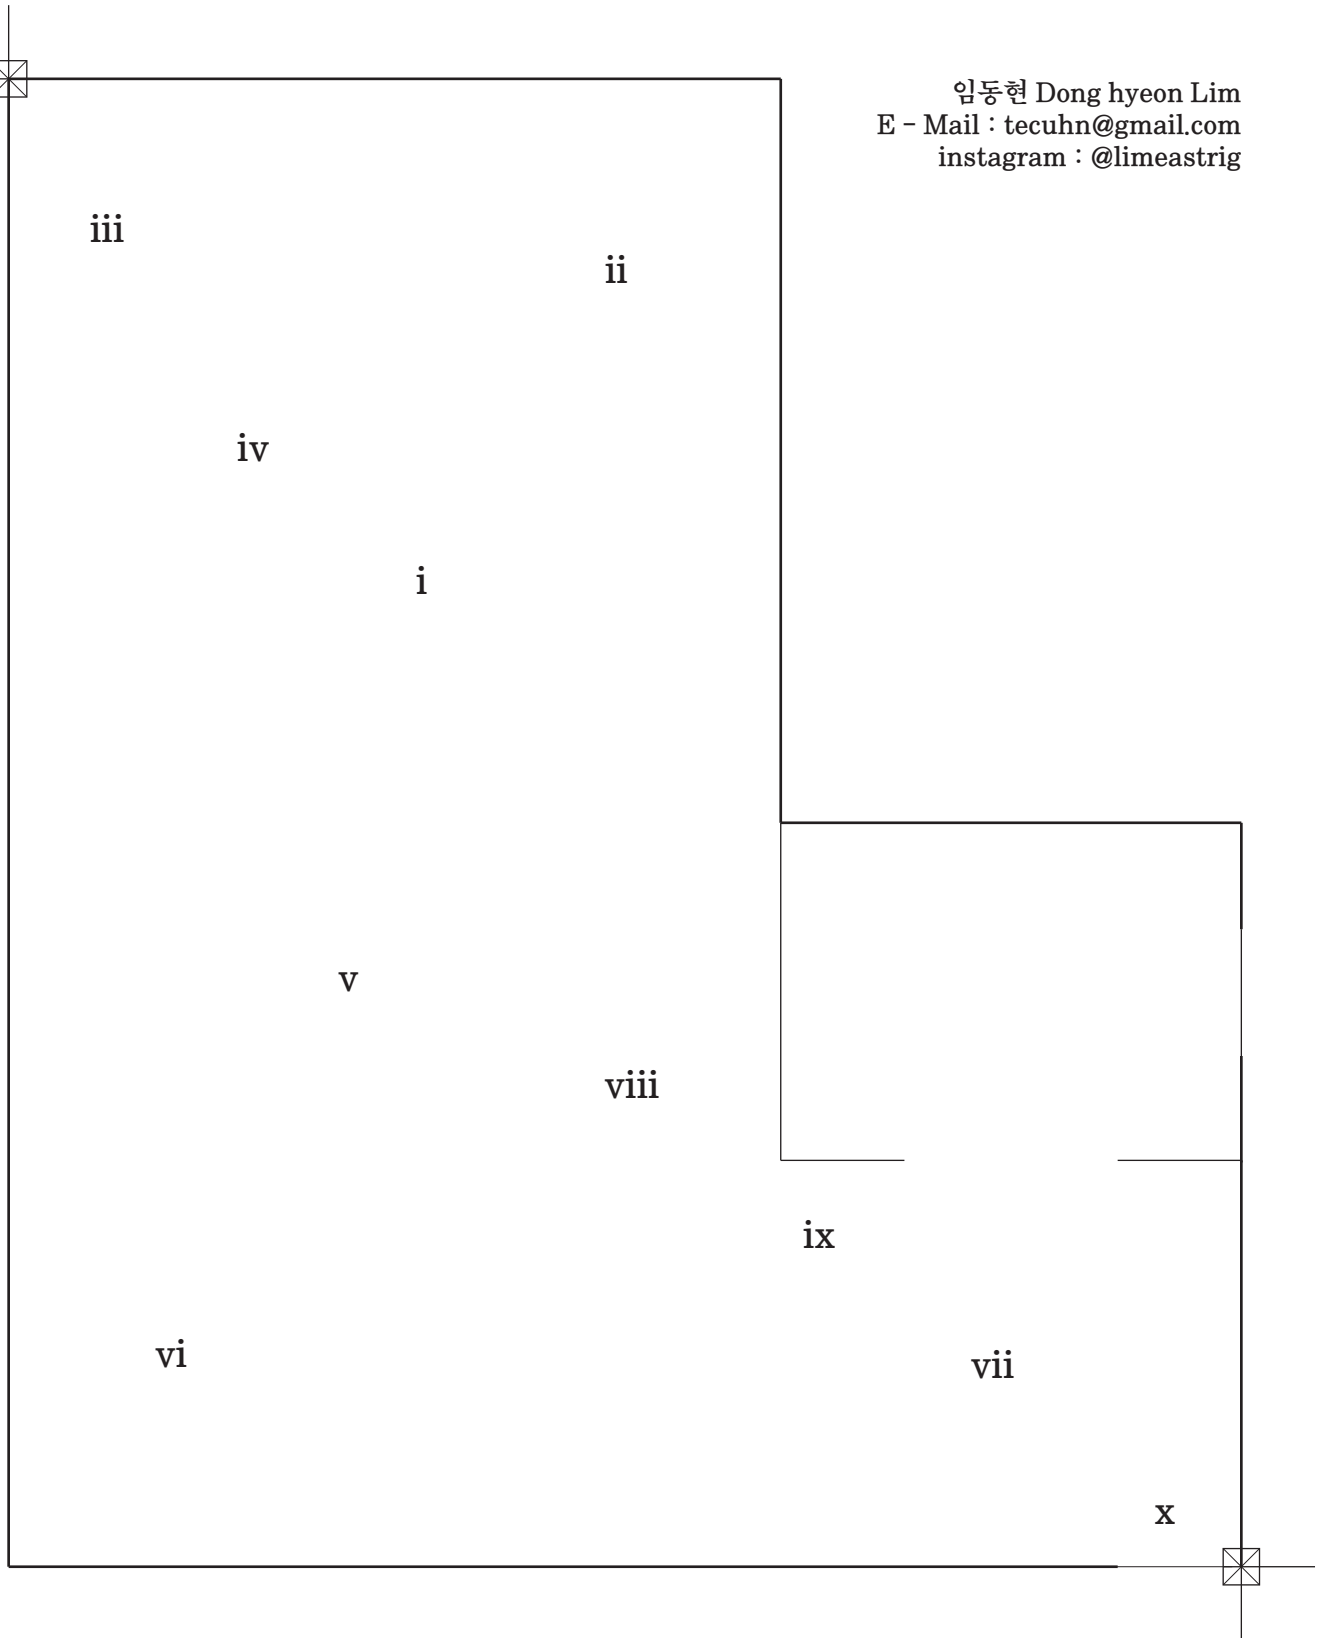 임동현 Dong hyeon Lim
E - Mail : tecuhn@gmail.com
instagram : @limeastrig
iii
ii
iv
i
v
viii
ix
vi
vii
x